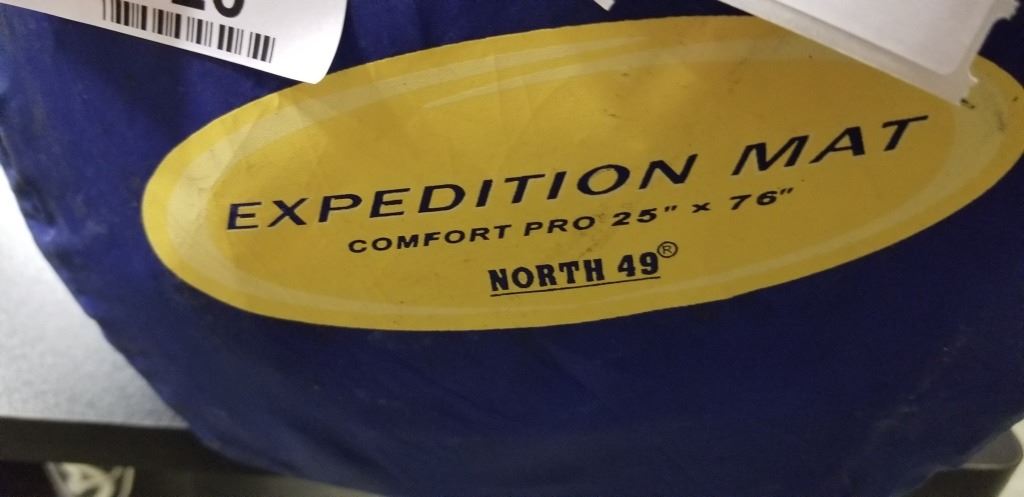 EXPEDITION MAT
COMFORT PRO 25" x 76"
NORTH 49®